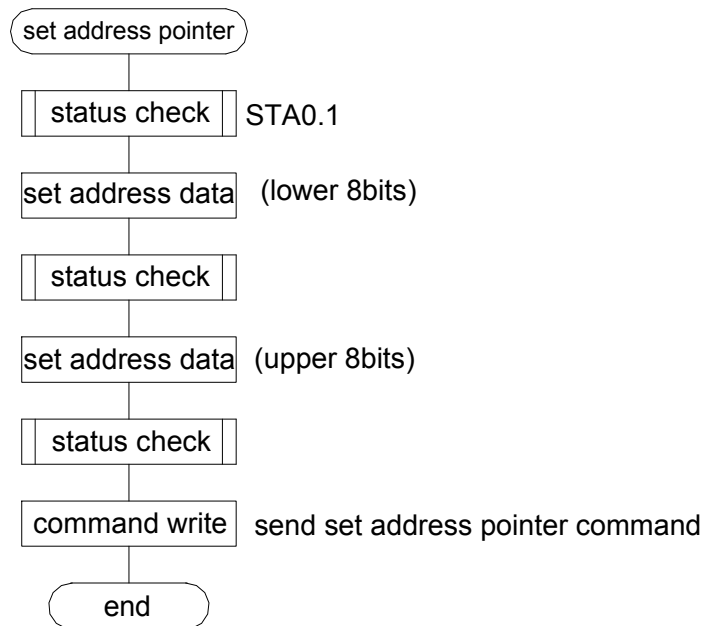 set address pointer
status check STA0.1
set address data (lower 8bits)
status check
set address data (upper 8bits)
status check
command write send set address pointer command
end